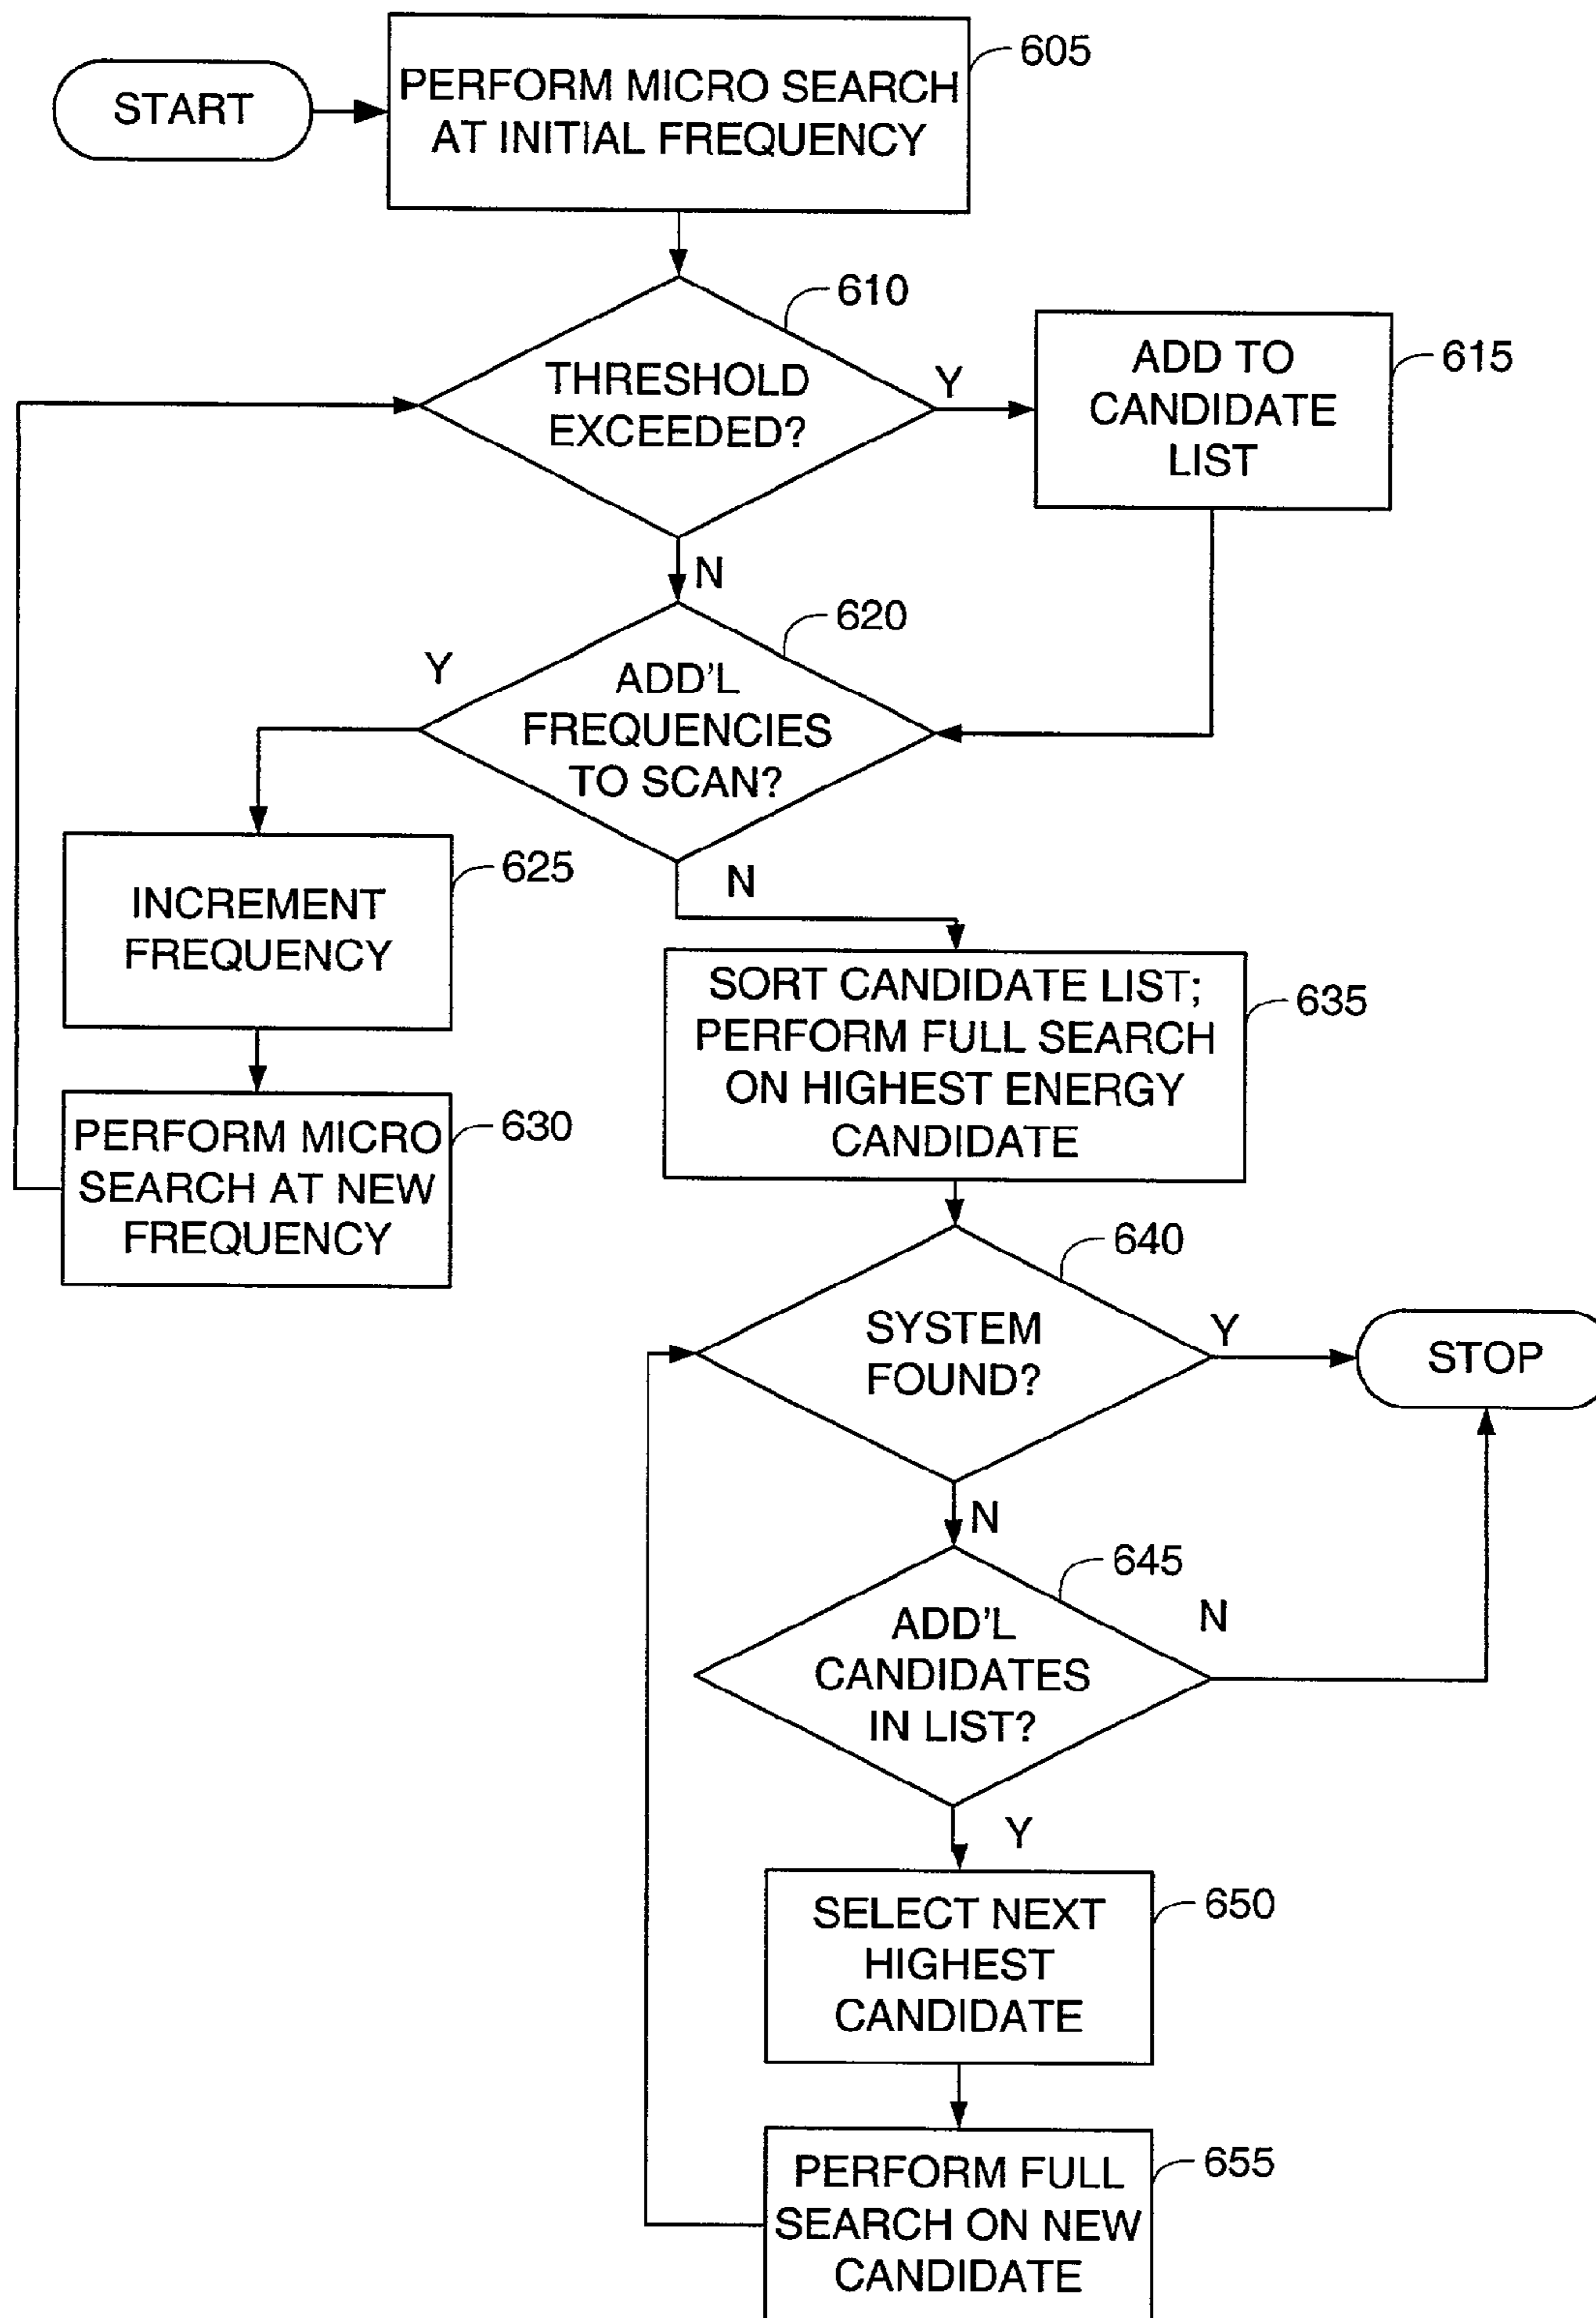 START
PERFORM MICRO SEARCH
AT INITIAL FREQUENCY
605
THRESHOLD
EXCEEDED?
610
Y
N
ADD TO
CANDIDATE
LIST
615
ADD'L
FREQUENCIES
TO SCAN?
620
Y
N
INCREMENT
FREQUENCY
625
PERFORM MICRO
SEARCH AT NEW
FREQUENCY
630
SORT CANDIDATE LIST;
PERFORM FULL SEARCH
ON HIGHEST ENERGY
CANDIDATE
635
SYSTEM
FOUND?
640
Y
N
STOP
ADD'L
CANDIDATES
IN LIST?
645
N
Y
SELECT NEXT
HIGHEST
CANDIDATE
650
PERFORM FULL
SEARCH ON NEW
CANDIDATE
655